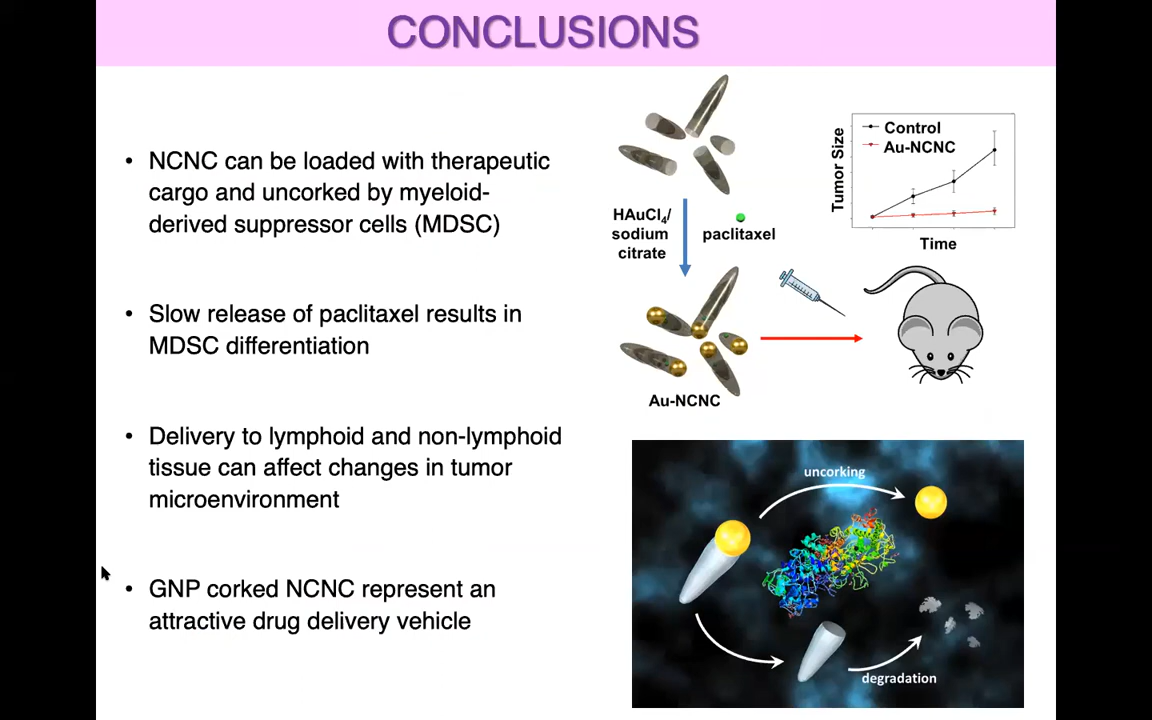 CONCLUSIONS
• NCNC can be loaded with therapeutic
cargo and uncorked by myeloid-
derived suppressor cells (MDSC)
• Slow release of paclitaxel results in
MDSC differentiation
• Delivery to lymphoid and non-lymphoid
tissue can affect changes in tumor
microenvironment
• GNP corked NCNC represent an
attractive drug delivery vehicle
HAuCl₄/
sodium
citrate
paclitaxel
Au-NCNC
Tumor Size
Control
Au-NCNC
Time
uncorking
degradation